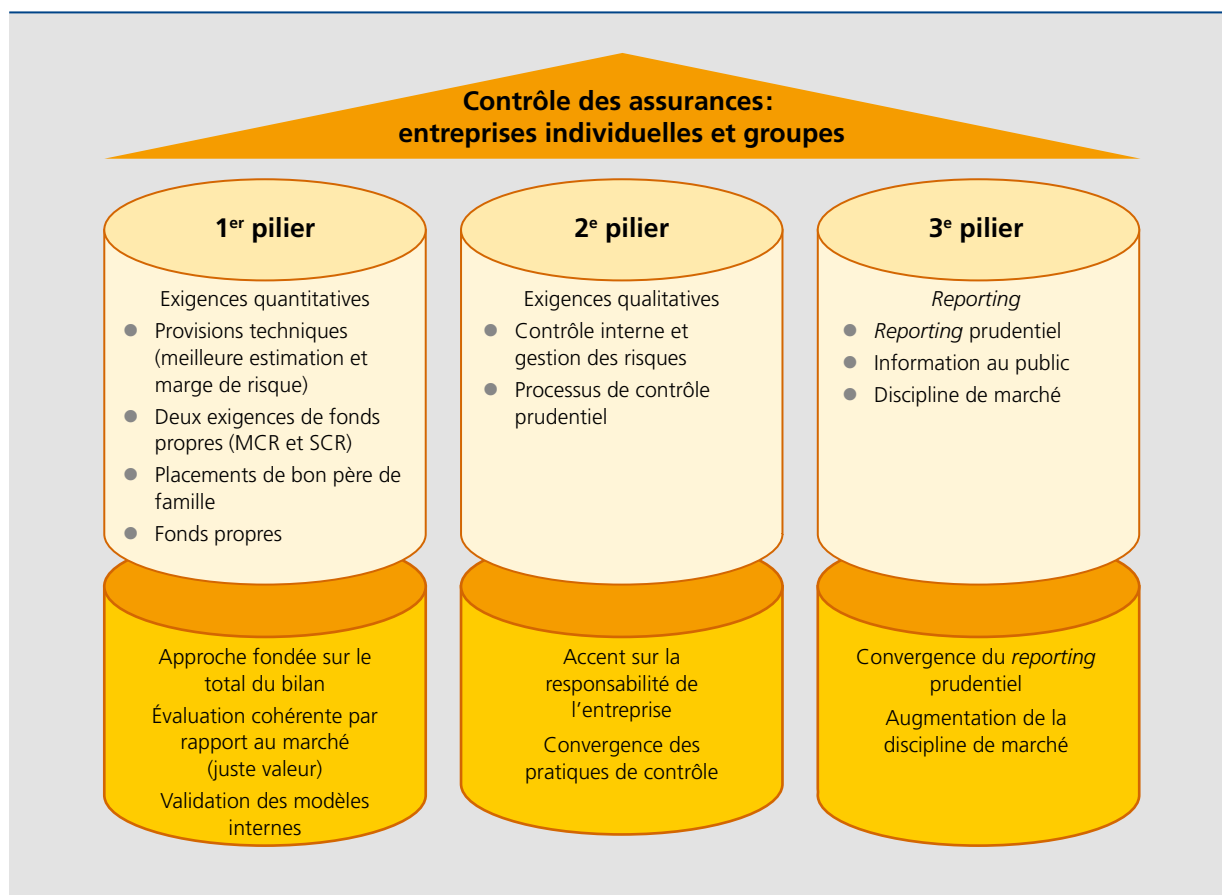 Contrôle des assurances:
entreprises individuelles et groupes
1er pilier
Exigences quantitatives
● Provisions techniques
(meilleure estimation et
marge de risque)
● Deux exigences de fonds
propres (MCR et SCR)
● Placements de bon père de
famille
● Fonds propres
Approche fondée sur le
total du bilan
Évaluation cohérente par
rapport au marché
(juste valeur)
Validation des modèles
internes
2e pilier
Exigences qualitatives
● Contrôle interne et
gestion des risques
● Processus de contrôle
prudentiel
Accent sur la
responsabilité de
l’entreprise
Convergence des
pratiques de contrôle
3e pilier
Reporting
● Reporting prudentiel
● Information au public
● Discipline de marché
Convergence du reporting
prudentiel
Augmentation de la
discipline de marché